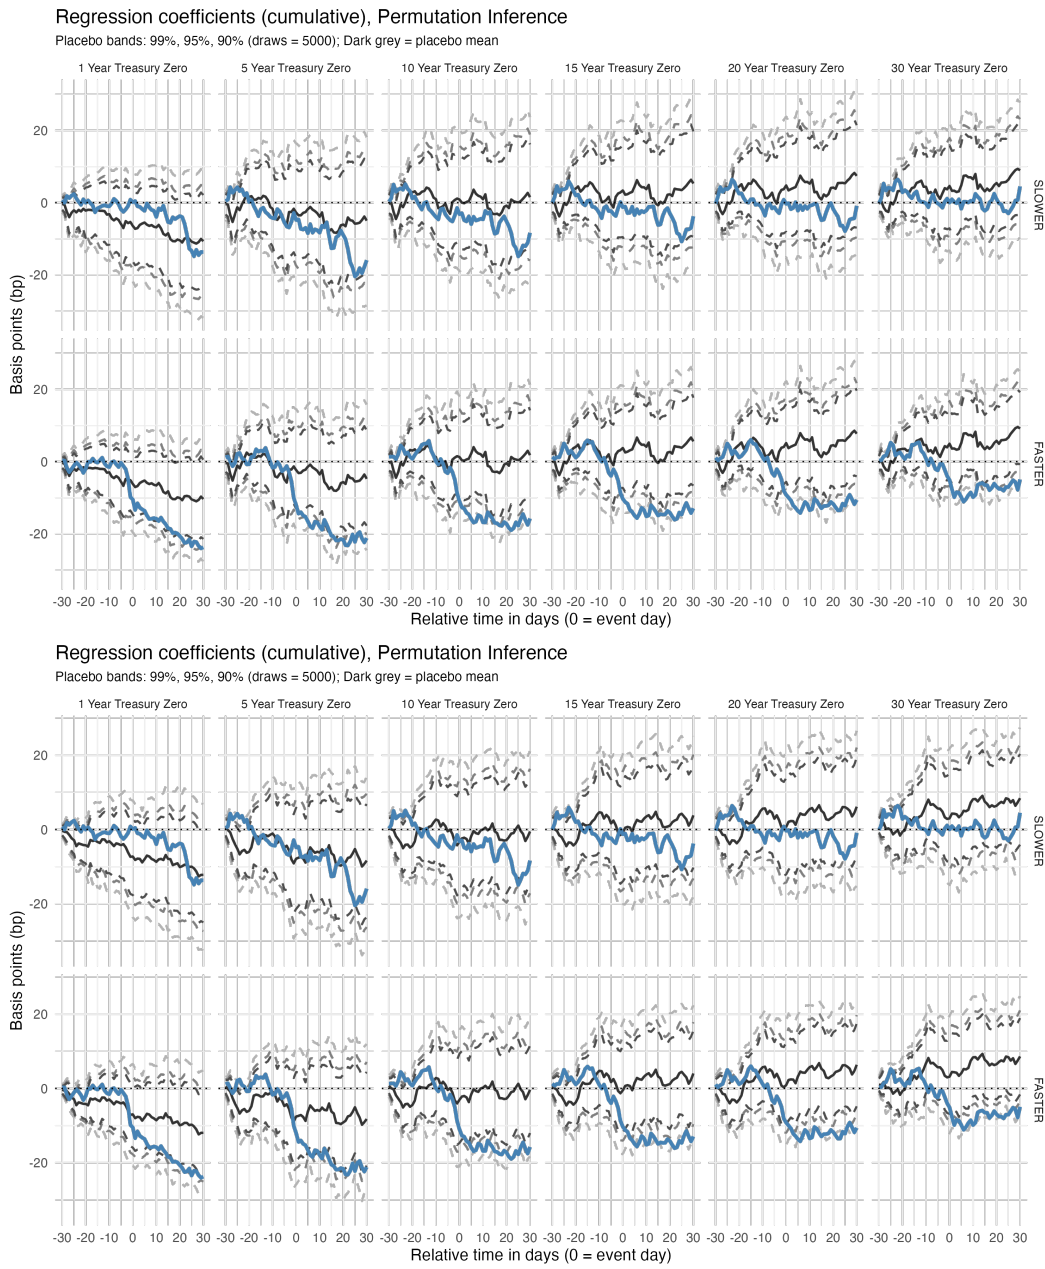 Regression coefficients (cumulative), Permutation Inference
Placebo bands: 99%, 95%, 90% (draws = 5000); Dark grey = placebo mean
1 Year Treasury Zero 5 Year Treasury Zero 10 Year Treasury Zero 15 Year Treasury Zero 20 Year Treasury Zero 30 Year Treasury Zero
20
0
-20
SLOWER
Basis points (bp)
20
0
-20
FASTER
-30 -20 -10 0 10 20 30 -30 -20 -10 0 10 20 30 -30 -20 -10 0 10 20 30 -30 -20 -10 0 10 20 30 -30 -20 -10 0 10 20 30 -30 -20 -10 0 10 20 30
Relative time in days (0 = event day)
Regression coefficients (cumulative), Permutation Inference
Placebo bands: 99%, 95%, 90% (draws = 5000); Dark grey = placebo mean
1 Year Treasury Zero 5 Year Treasury Zero 10 Year Treasury Zero 15 Year Treasury Zero 20 Year Treasury Zero 30 Year Treasury Zero
20
0
-20
SLOWER
Basis points (bp)
20
0
-20
FASTER
-30 -20 -10 0 10 20 30 -30 -20 -10 0 10 20 30 -30 -20 -10 0 10 20 30 -30 -20 -10 0 10 20 30 -30 -20 -10 0 10 20 30 -30 -20 -10 0 10 20 30
Relative time in days (0 = event day)